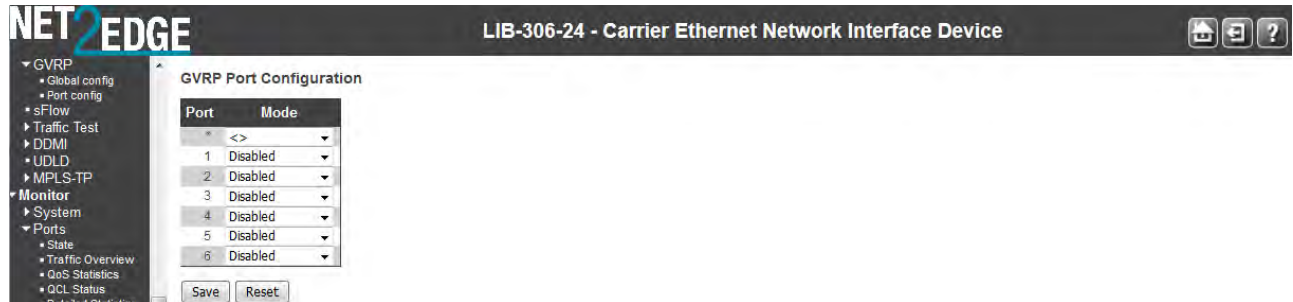 NET2EDGE
LIB-306-24 - Carrier Ethernet Network Interface Device
?
GVRP
Global config
Port config
sFlow
Traffic Test
DDMI
UDLD
MPLS-TP
Monitor
System
Ports
State
Traffic Overview
QoS Statistics
QCL Status
GVRP Port Configuration
Port Mode
* <>
1 Disabled
2 Disabled
3 Disabled
4 Disabled
5 Disabled
6 Disabled
Save Reset